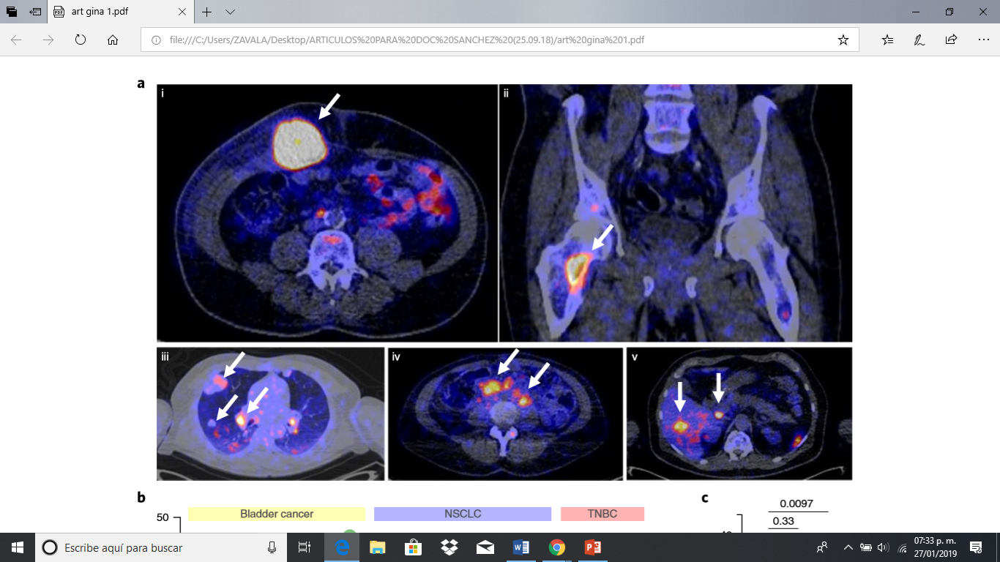 art gina 1.pdf
file:///C:/Users/ZAVALA/Desktop/ARTICULOS%20PARA%20DOC%20SANCHEZ%20(25.09.18)/art%20gina%201.pdf
a
i
ii
iii
iv
v
b
c
Bladder cancer
NSCLC
TNBC
0.0097
50
0.33
Escribe aquí para buscar
07:33 p. m.
27/01/2019